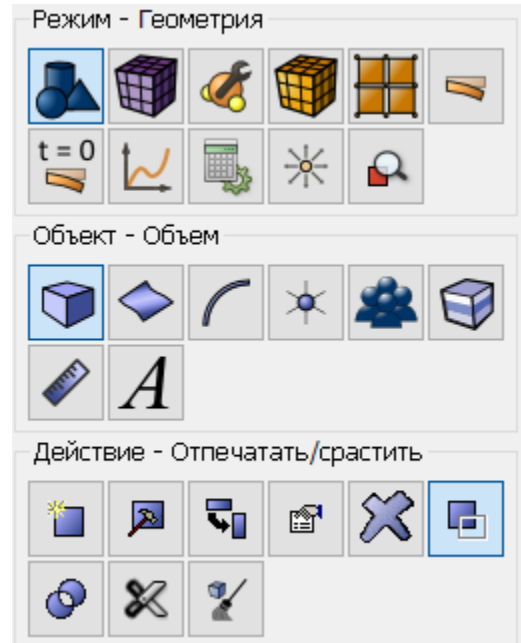 Режим - Геометрия
t = 0
Объект - Объем
A
Действие - Отпечатать/срастить